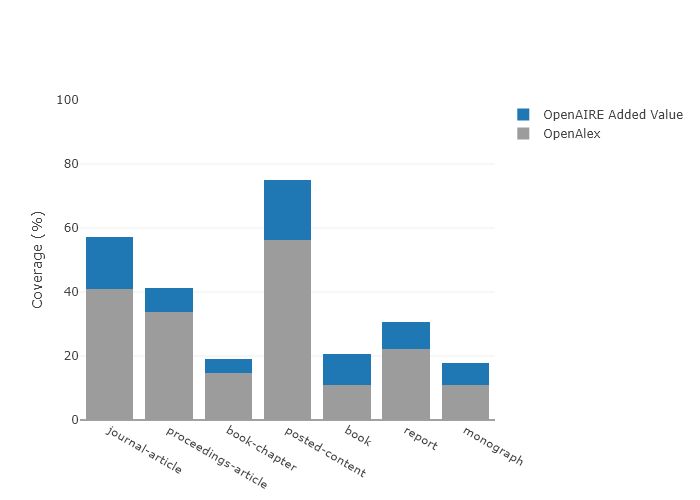 100
80
60
40
20
0
Coverage (%)
journal-article
proceedings-article
book-chapter
posted-content
book
report
monograph
OpenAIRE Added Value
OpenAlex